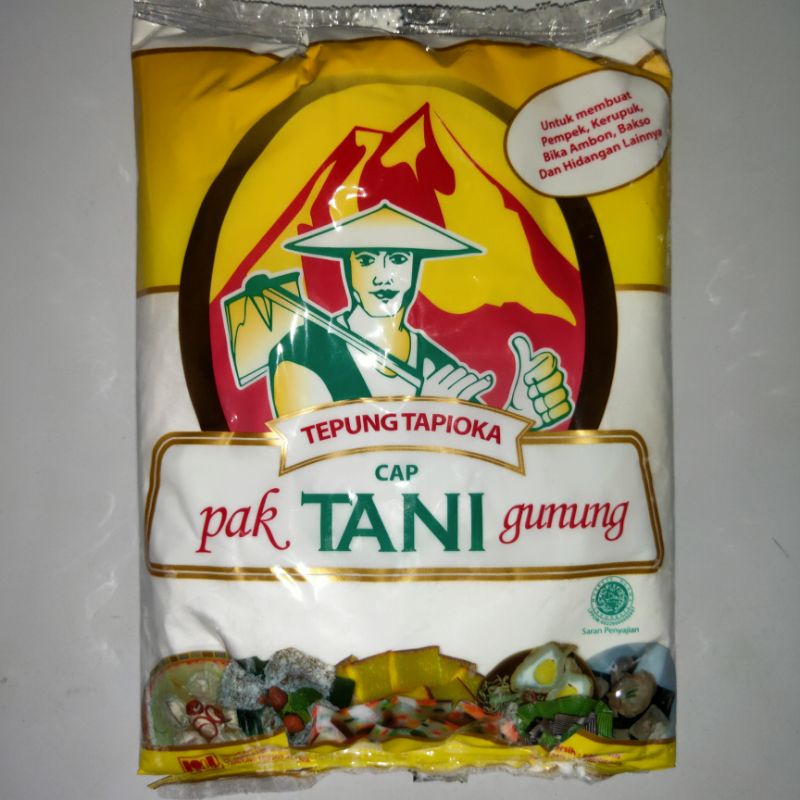 Untuk membuat
Pempek, Kerupuk,
Bika Ambon, Bakso
Dan Hidangan Lainnya
TEPUNG TAPIOKA
CAP
pak TANI gunung
Saran Penyajian